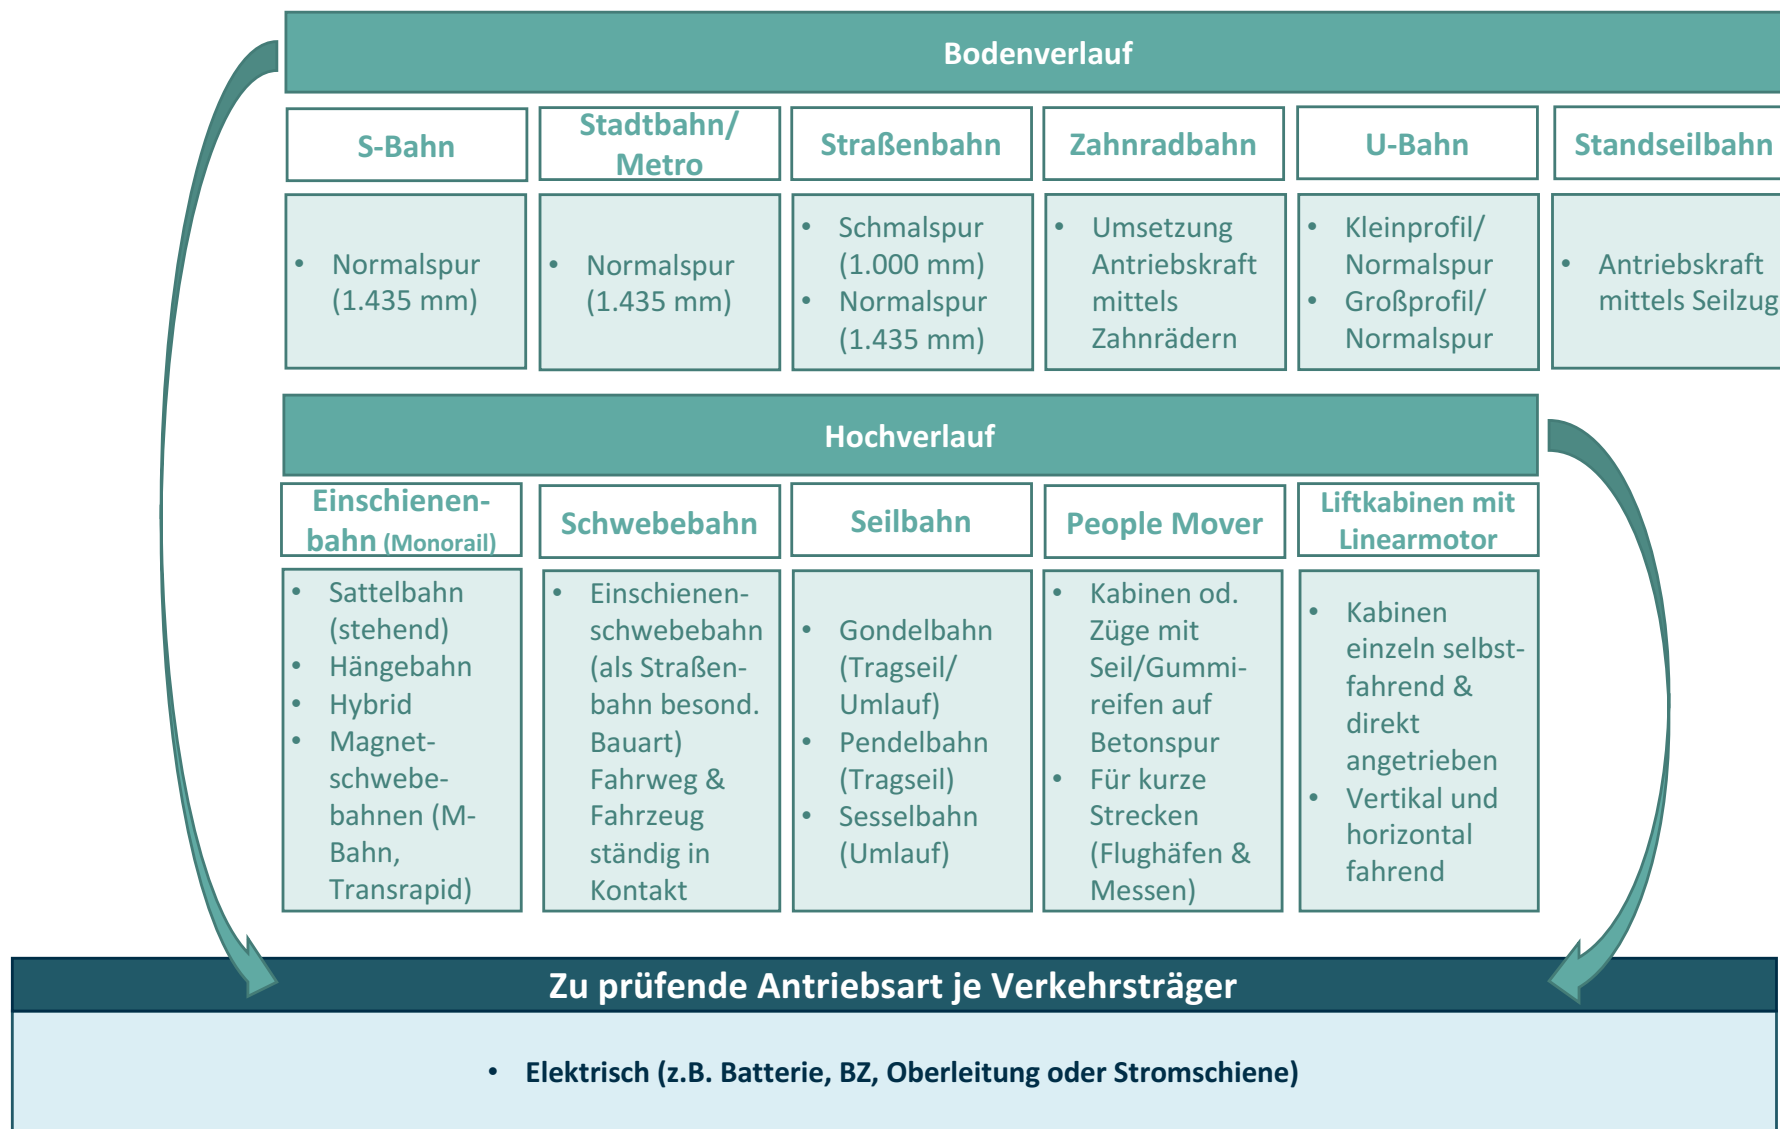 Bodenverlauf
S-Bahn
Stadtbahn/
Metro
Straßenbahn
Zahnradbahn
U-Bahn
Standseilbahn
• Normalspur
(1.435 mm)
• Normalspur
(1.435 mm)
• Schmalspur
(1.000 mm)
• Normalspur
(1.435 mm)
• Umsetzung
Antriebskraft
mittels
Zahnrädern
• Kleinprofil/
Normalspur
• Großprofil/
Normalspur
• Antriebskraft
mittels Seilzug
Hochverlauf
Einschienen-
bahn (Monorail)
Schwebebahn
Seilbahn
People Mover
Liftkabinen mit
Linearmotor
• Sattelbahn
(stehend)
• Hängebahn
• Hybrid
• Magnet-
schwebe-
bahnen (M-
Bahn,
Transrapid)
• Einschienen-
schwebebahn
(als Straßen-
bahn besond.
Bauart)
Fahrweg &
Fahrzeug
ständig in
Kontakt
• Gondelbahn
(Tragseil/
Umlauf)
• Pendelbahn
(Tragseil)
• Sesselbahn
(Umlauf)
• Kabinen od.
Züge mit
Seil/Gummi-
reifen auf
Betonspur
• Für kurze
Strecken
(Flughäfen &
Messen)
• Kabinen
einzeln selbst-
fahrend &
direkt
angetrieben
• Vertikal und
horizontal
fahrend
Zu prüfende Antriebsart je Verkehrsträger
• Elektrisch (z.B. Batterie, BZ, Oberleitung oder Stromschiene)